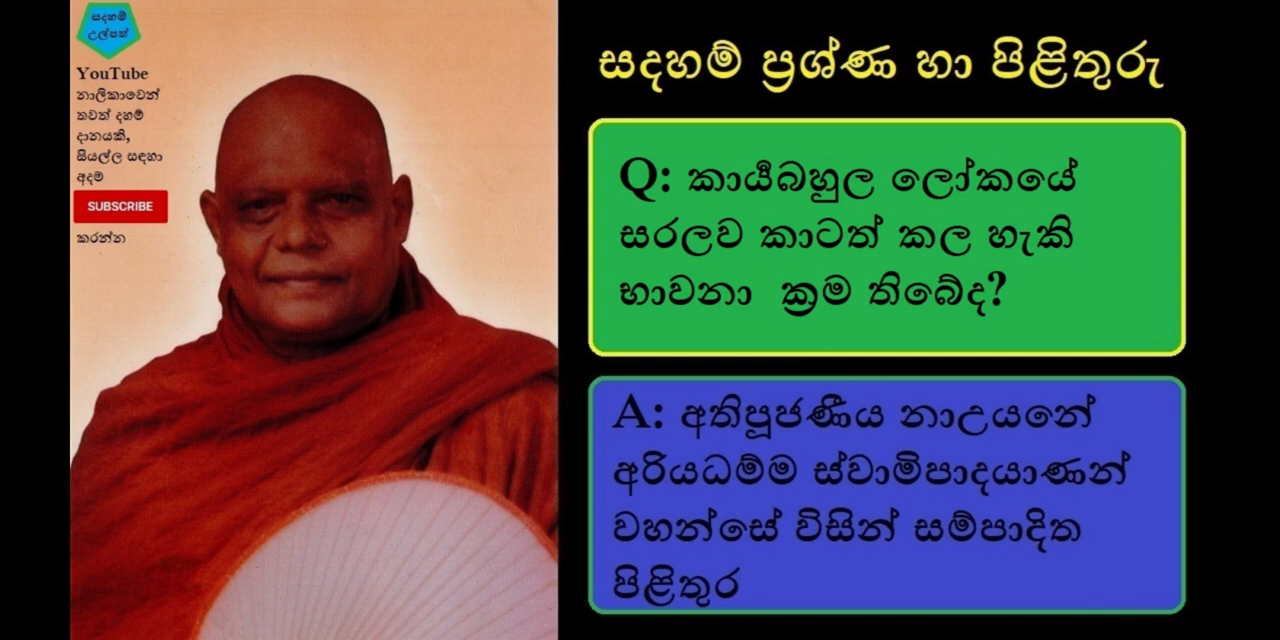 සදහම්
උල්පත්
YouTube
නාලිකාවෙන්
තවත් දහම්
දානයකි,
සියල්ල සඳහා
අදම
SUBSCRIBE
කරන්න
සදහම් ප්‍රශ්ණ හා පිළිතුරු
Q: කාර්‍යබහුල ලෝකයේ
සරලව කාටත් කල හැකි
භාවනා ක්‍රම තිබේද?
A: අතිපූජණීය නාඋයනේ
අරියධම්ම ස්වාමිපාදයාණන්
වහන්සේ විසින් සම්පාදිත
පිළිතුර